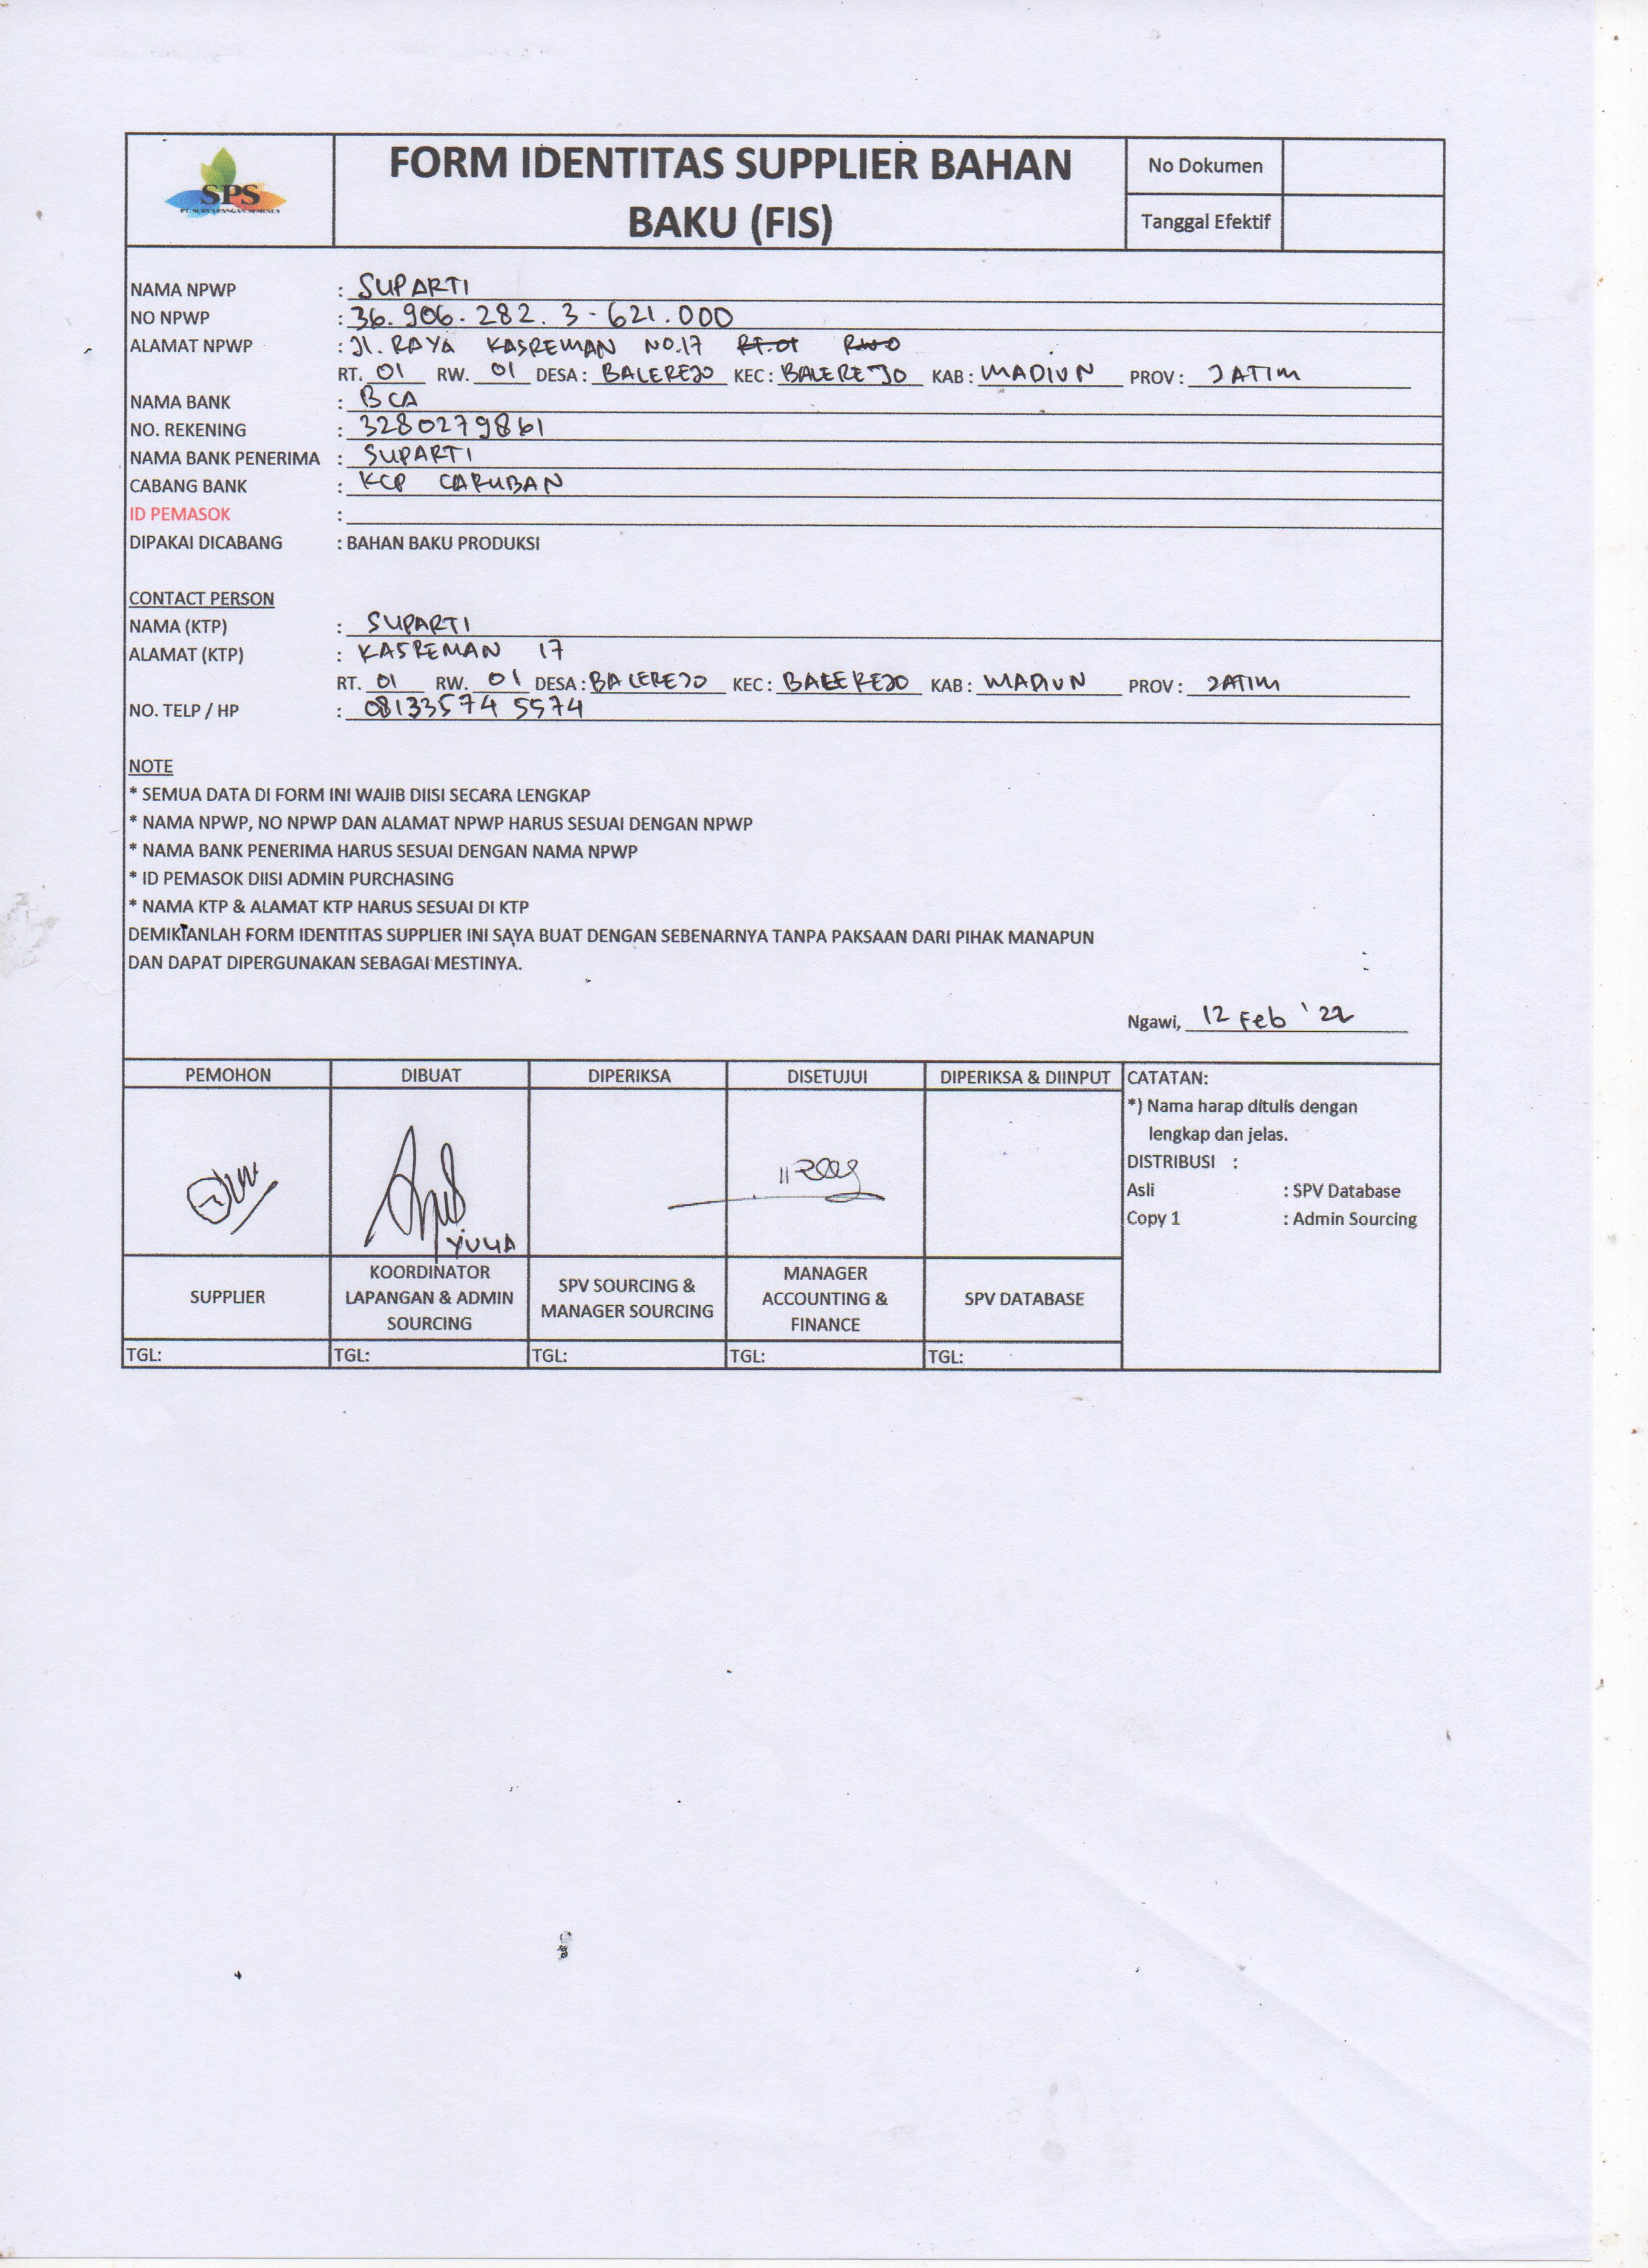 SPS
PT. SURYA PANGAN SEMESTA
FORM IDENTITAS SUPPLIER BAHAN
BAKU (FIS)
No Dokumen
Tanggal Efektif
NAMA NPWP : SUPARTI
NO NPWP : 36.906.282.3-621.000
ALAMAT NPWP : Jl. RAYA KASREMAN NO.17 RT.01
RT. 01 RW. 01 DESA : BALEREJO KEC : BALEREJO KAB : MADIUN PROV : JATIM
NAMA BANK : BCA
NO. REKENING : 3280279861
NAMA BANK PENERIMA : SUPARTI
CABANG BANK : KCP CARUBAN
ID PEMASOK :
DIPAKAI DICABANG : BAHAN BAKU PRODUKSI
CONTACT PERSON
NAMA (KTP) : SUPARTI
ALAMAT (KTP) : KASREMAN 17
RT. 01 RW. 01 DESA : BALEREJO KEC : BALEREJO KAB : MADIUN PROV : JATIM
NO. TELP / HP : 081335745574
NOTE
* SEMUA DATA DI FORM INI WAJIB DIISI SECARA LENGKAP
* NAMA NPWP, NO NPWP DAN ALAMAT NPWP HARUS SESUAI DENGAN NPWP
* NAMA BANK PENERIMA HARUS SESUAI DENGAN NAMA NPWP
* ID PEMASOK DIISI ADMIN PURCHASING
* NAMA KTP & ALAMAT KTP HARUS SESUAI DI KTP
DEMIKIANLAH FORM IDENTITAS SUPPLIER INI SAYA BUAT DENGAN SEBENARNYA TANPA PAKSAAN DARI PIHAK MANAPUN
DAN DAPAT DIPERGUNAKAN SEBAGAI MESTINYA.
Ngawi, 12 Feb '22
PEMOHON DIBUAT DIPERIKSA DISETUJUI DIPERIKSA & DIINPUT
YULIA
SUPPLIER
KOORDINATOR
LAPANGAN & ADMIN
SOURCING
SPV SOURCING &
MANAGER SOURCING
MANAGER
ACCOUNTING &
FINANCE
SPV DATABASE
TGL: TGL: TGL: TGL: TGL:
CATATAN:
*) Nama harap ditulis dengan
lengkap dan jelas.
DISTRIBUSI :
Asli : SPV Database
Copy 1 : Admin Sourcing